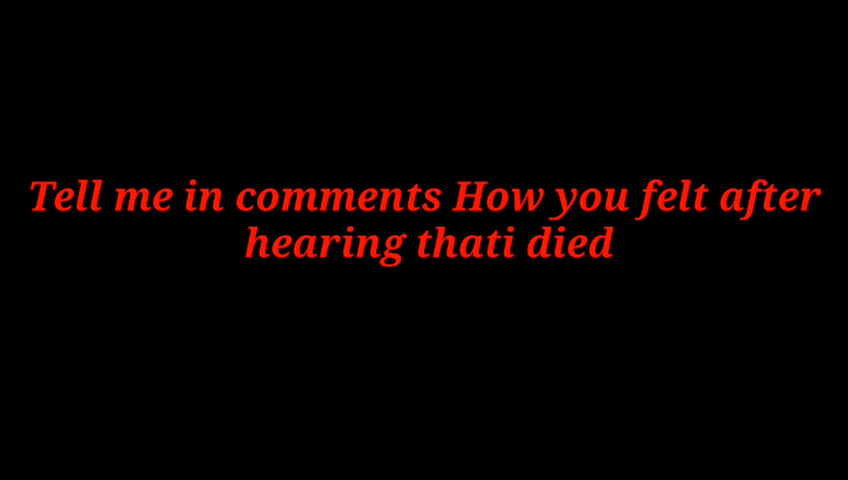 Tell me in comments How you felt after
hearing thati died